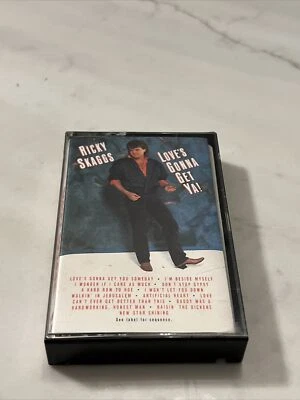 RICKY
SKAGGS
LOVE'S
GONNA
GET
YA!
LOVE'S GONNA GET YOU SOMEDAY • I'M BESIDE MYSELF
I WONDER IF I CARE AS MUCH • DON'T STOP GYPSY
A HARD ROW TO HOE • I WON'T LET YOU DOWN
WALKIN' IN JERUSALEM • ARTIFICIAL HEART • LOVE
CAN'T EVER GET BETTER THAN THIS • DADDY WAS A
HARDWORKING, HONEST MAN • RAISIN' THE DICKENS
NEW STAR SHINING
See label for sequence.